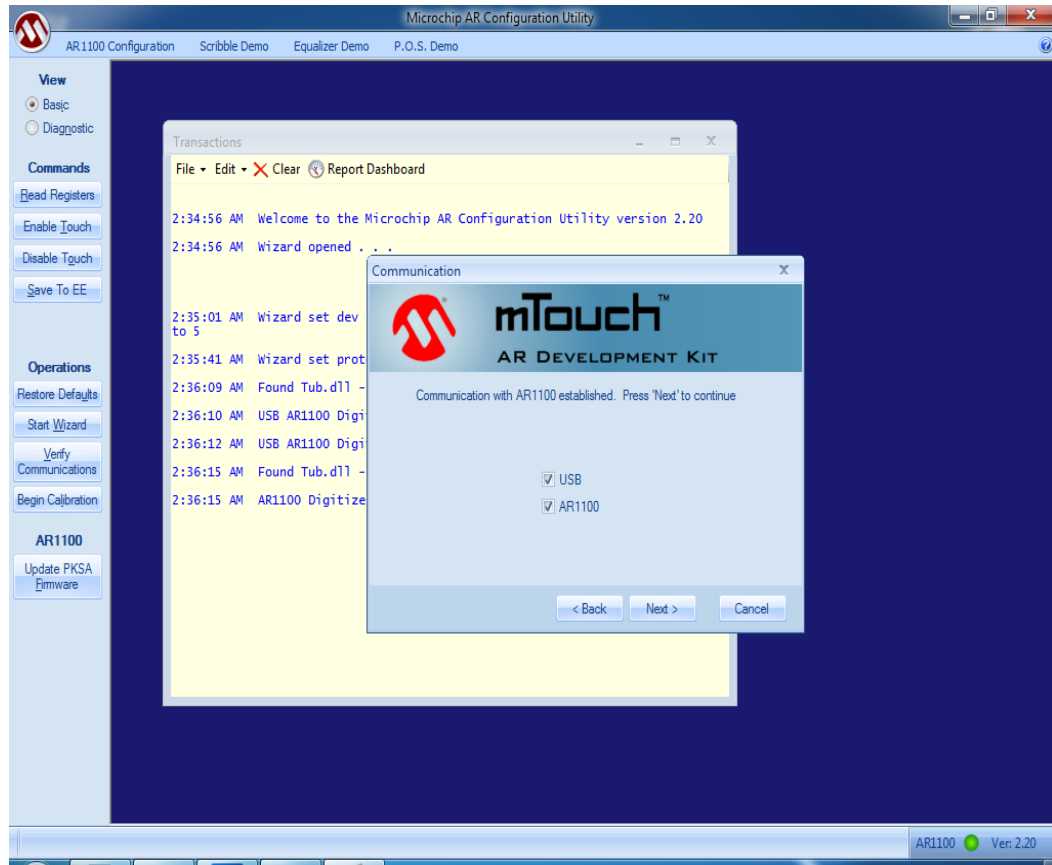 Microchip AR Configuration Utility
AR1100 Configuration Scribble Demo Equalizer Demo P.O.S. Demo
View
Basic
Diagnostic
Commands
Read Registers
Enable Touch
Disable Touch
Save To EE
Operations
Restore Defaults
Start Wizard
Verify
Communications
Begin Calibration
AR1100
Update PKSA
Firmware
Transactions
File Edit Clear Report Dashboard
2:34:56 AM Welcome to the Microchip AR Configuration Utility version 2.20
2:34:56 AM Wizard opened . . .
2:35:01 AM Wizard set dev
to 5
2:35:41 AM Wizard set prot
2:36:09 AM Found Tub.dll -
2:36:10 AM USB AR1100 Digi
2:36:12 AM USB AR1100 Digi
2:36:15 AM Found Tub.dll -
2:36:15 AM AR1100 Digitize
Communication
mTouch™
AR DEVELOPMENT KIT
Communication with AR1100 established. Press 'Next' to continue
USB
AR1100
< Back Next > Cancel
AR1100 Ver: 2.20